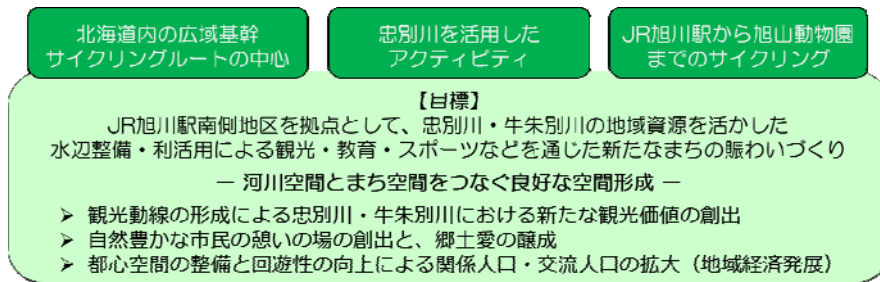 北海道内の広域基幹
サイクリングルートの中心
忠別川を活用した
アクティビティ
JR旭川駅から旭山動物園
までのサイクリング
【目標】
JR旭川駅南側地区を拠点として、忠別川・牛朱別川の地域資源を活かした
水辺整備・利活用による観光・教育・スポーツなどを通じた新たなまちの賑わいづくり
― 河川空間とまち空間をつなぐ良好な空間形成 ―
➢ 観光動線の形成による忠別川・牛朱別川における新たな観光価値の創出
➢ 自然豊かな市民の憩いの場の創出と、郷土愛の醸成
➢ 都心空間の整備と回遊性の向上による関係人口・交流人口の拡大（地域経済発展）